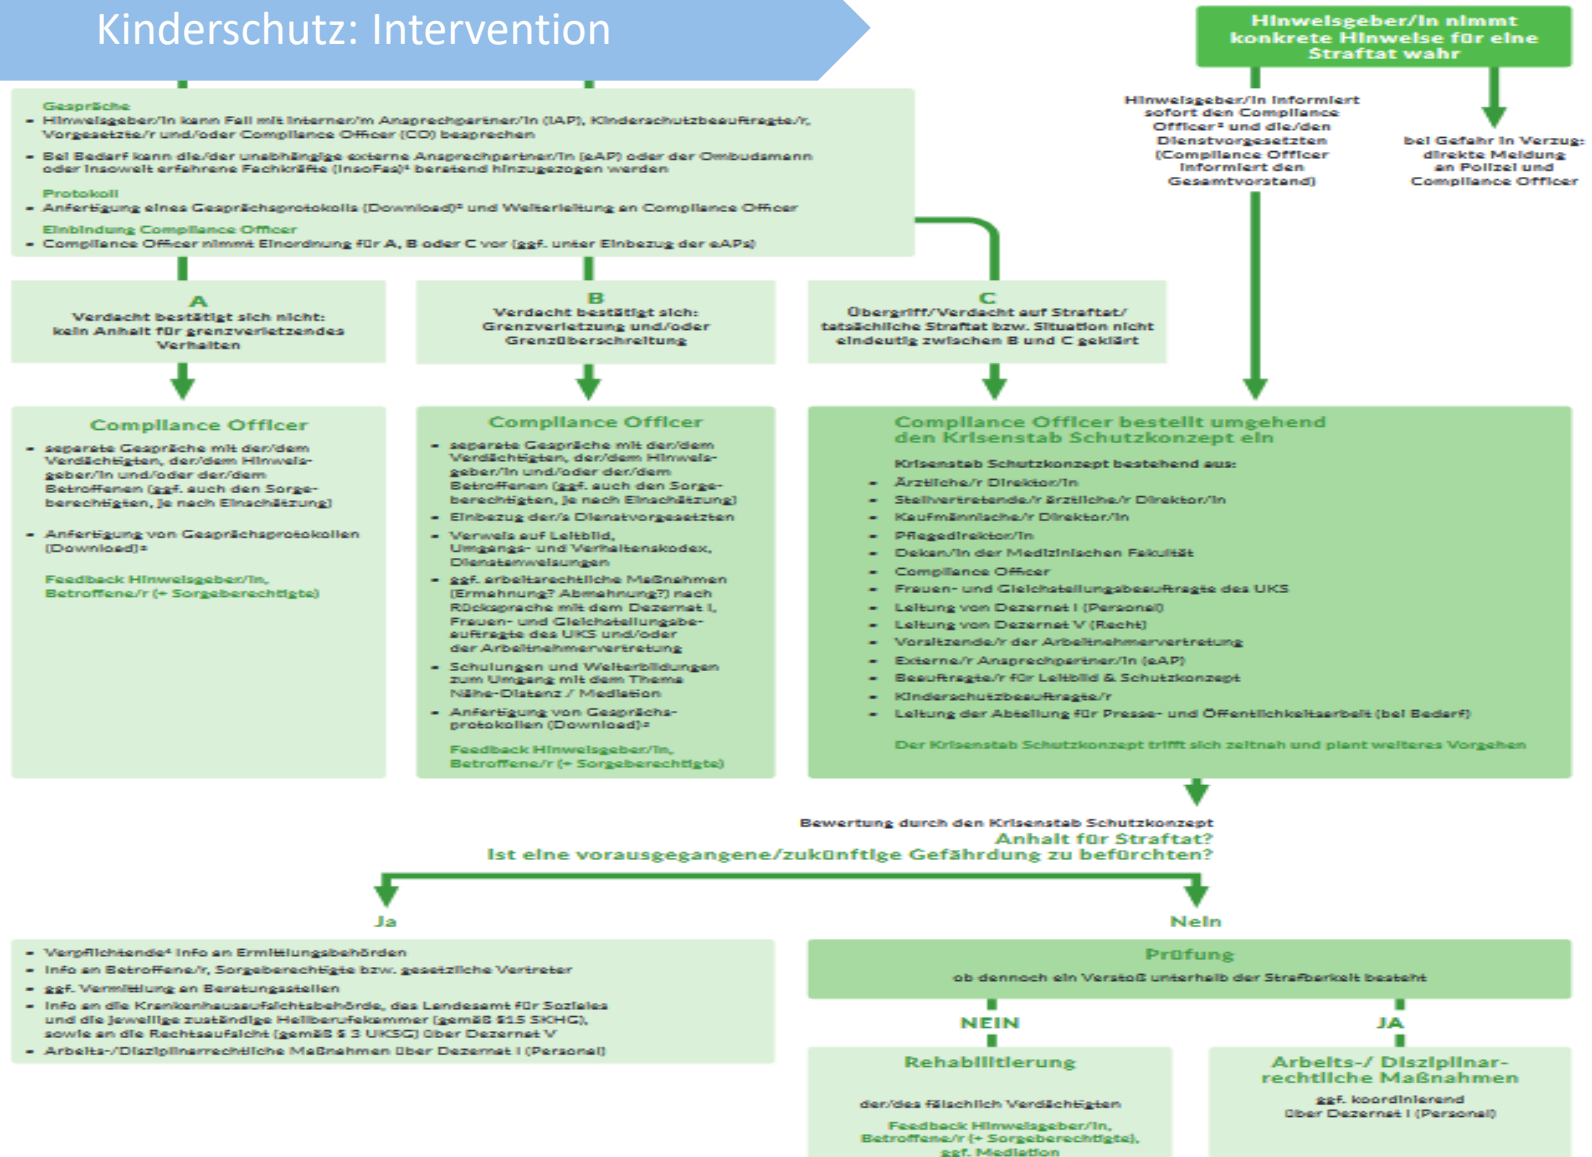 Kinderschutz: Intervention
Hinweisgeber/in nimmt
konkrete Hinweise für eine
Straftat wahr
Gespräche
- Hinweisgeber/in kann Fall mit interner/m Ansprechpartner/in (IAP), Kinderschutzbeauftragte/r,
Vorgesetzte/r und/oder Compliance Officer (CO) besprechen
- Bei Bedarf kann die/der unabhängige externe Ansprechpartner/in (eAP) oder der Ombudsmann
oder insoweit erfahrene Fachkräfte (InsoFas)¹ beratend hinzugezogen werden
Protokoll
- Anfertigung eines Gesprächsprotokolls (Download)² und Weiterleitung an Compliance Officer
Einbindung Compliance Officer
- Compliance Officer nimmt Einordnung für A, B oder C vor (ggf. unter Einbezug der eAPs)
Hinweisgeber/in informiert
sofort den Compliance
Officer³ und die/den
Dienstvorgesetzten
(Compliance Officer
informiert den
Gesamtvorstand)
bei Gefahr in Verzug:
direkte Meldung
an Polizei und
Compliance Officer
A
Verdacht bestätigt sich nicht:
kein Anhalt für grenzverletzendes
Verhalten
B
Verdacht bestätigt sich:
Grenzverletzung und/oder
Grenzüberschreitung
C
Übergriff/Verdacht auf Straftat/
tatsächliche Straftat bzw. Situation nicht
eindeutig zwischen B und C geklärt
Compliance Officer
- separate Gespräche mit der/dem
Verdächtigten, der/dem Hinweis-
geber/in und/oder der/dem
Betroffenen (ggf. auch den Sorge-
berechtigten, je nach Einschätzung)
- Anfertigung von Gesprächsprotokollen
(Download)²
Feedback Hinweisgeber/in,
Betroffene/r (+ Sorgeberechtigte)
Compliance Officer
- separate Gespräche mit der/dem
Verdächtigten, der/dem Hinweis-
geber/in und/oder der/dem
Betroffenen (ggf. auch den Sorge-
berechtigten, je nach Einschätzung)
- Einbezug der/s Dienstvorgesetzten
- Verweis auf Leitbild,
Umgangs- und Verhaltenskodex,
Dienstanweisungen
- ggf. arbeitsrechtliche Maßnahmen
(Ermahnung? Abmahnung?) nach
Rücksprache mit dem Dezernat I,
Frauen- und Gleichstellungsbe-
auftragte des UKS und/oder
der Arbeitnehmervertretung
- Schulungen und Weiterbildungen
zum Umgang mit dem Thema
Nähe-Distanz / Mediation
- Anfertigung von Gesprächs-
protokollen (Download)²
Feedback Hinweisgeber/in,
Betroffene/r (+ Sorgeberechtigte)
Compliance Officer bestellt umgehend
den Krisenstab Schutzkonzept ein
Krisenstab Schutzkonzept bestehend aus:
- Ärztliche/r Direktor/in
- Stellvertretende/r ärztliche/r Direktor/in
- Kaufmännische/r Direktor/in
- Pflegedirektor/in
- Dekan/in der Medizinischen Fakultät
- Compliance Officer
- Frauen- und Gleichstellungsbeauftragte des UKS
- Leitung von Dezernat I (Personal)
- Leitung von Dezernat V (Recht)
- Vorsitzende/r der Arbeitnehmervertretung
- Externe/r Ansprechpartner/in (eAP)
- Beauftragte/r für Leitbild & Schutzkonzept
- Kinderschutzbeauftragte/r
- Leitung der Abteilung für Presse- und Öffentlichkeitsarbeit (bei Bedarf)
Der Krisenstab Schutzkonzept trifft sich zeitnah und plant weiteres Vorgehen
Bewertung durch den Krisenstab Schutzkonzept
Anhalt für Straftat?
Ist eine vorausgegangene/zukünftige Gefährdung zu befürchten?
Ja
Nein
- Verpflichtende⁴ Info an Ermittlungsbehörden
- Info an Betroffene/r, Sorgeberechtigte bzw. gesetzliche Vertreter
- ggf. Vermittlung an Beratungsstellen
- Info an die Krankenhausaufsichtsbehörde, das Landesamt für Soziales
und die jeweilige zuständige Heilberufekammer (gemäß §15 SKHG),
sowie an die Rechtsaufsicht (gemäß § 3 UKSG) über Dezernat V
- Arbeits-/Disziplinarrechtliche Maßnahmen über Dezernat I (Personal)
Prüfung
ob dennoch ein Verstoß unterhalb der Strafbarkeit besteht
NEIN
JA
Rehabilitierung
der/des fälschlich Verdächtigten
Feedback Hinweisgeber/in,
Betroffene/r (+ Sorgeberechtigte),
ggf. Mediation
Arbeits-/ Disziplinar-
rechtliche Maßnahmen
ggf. koordinierend
über Dezernat I (Personal)